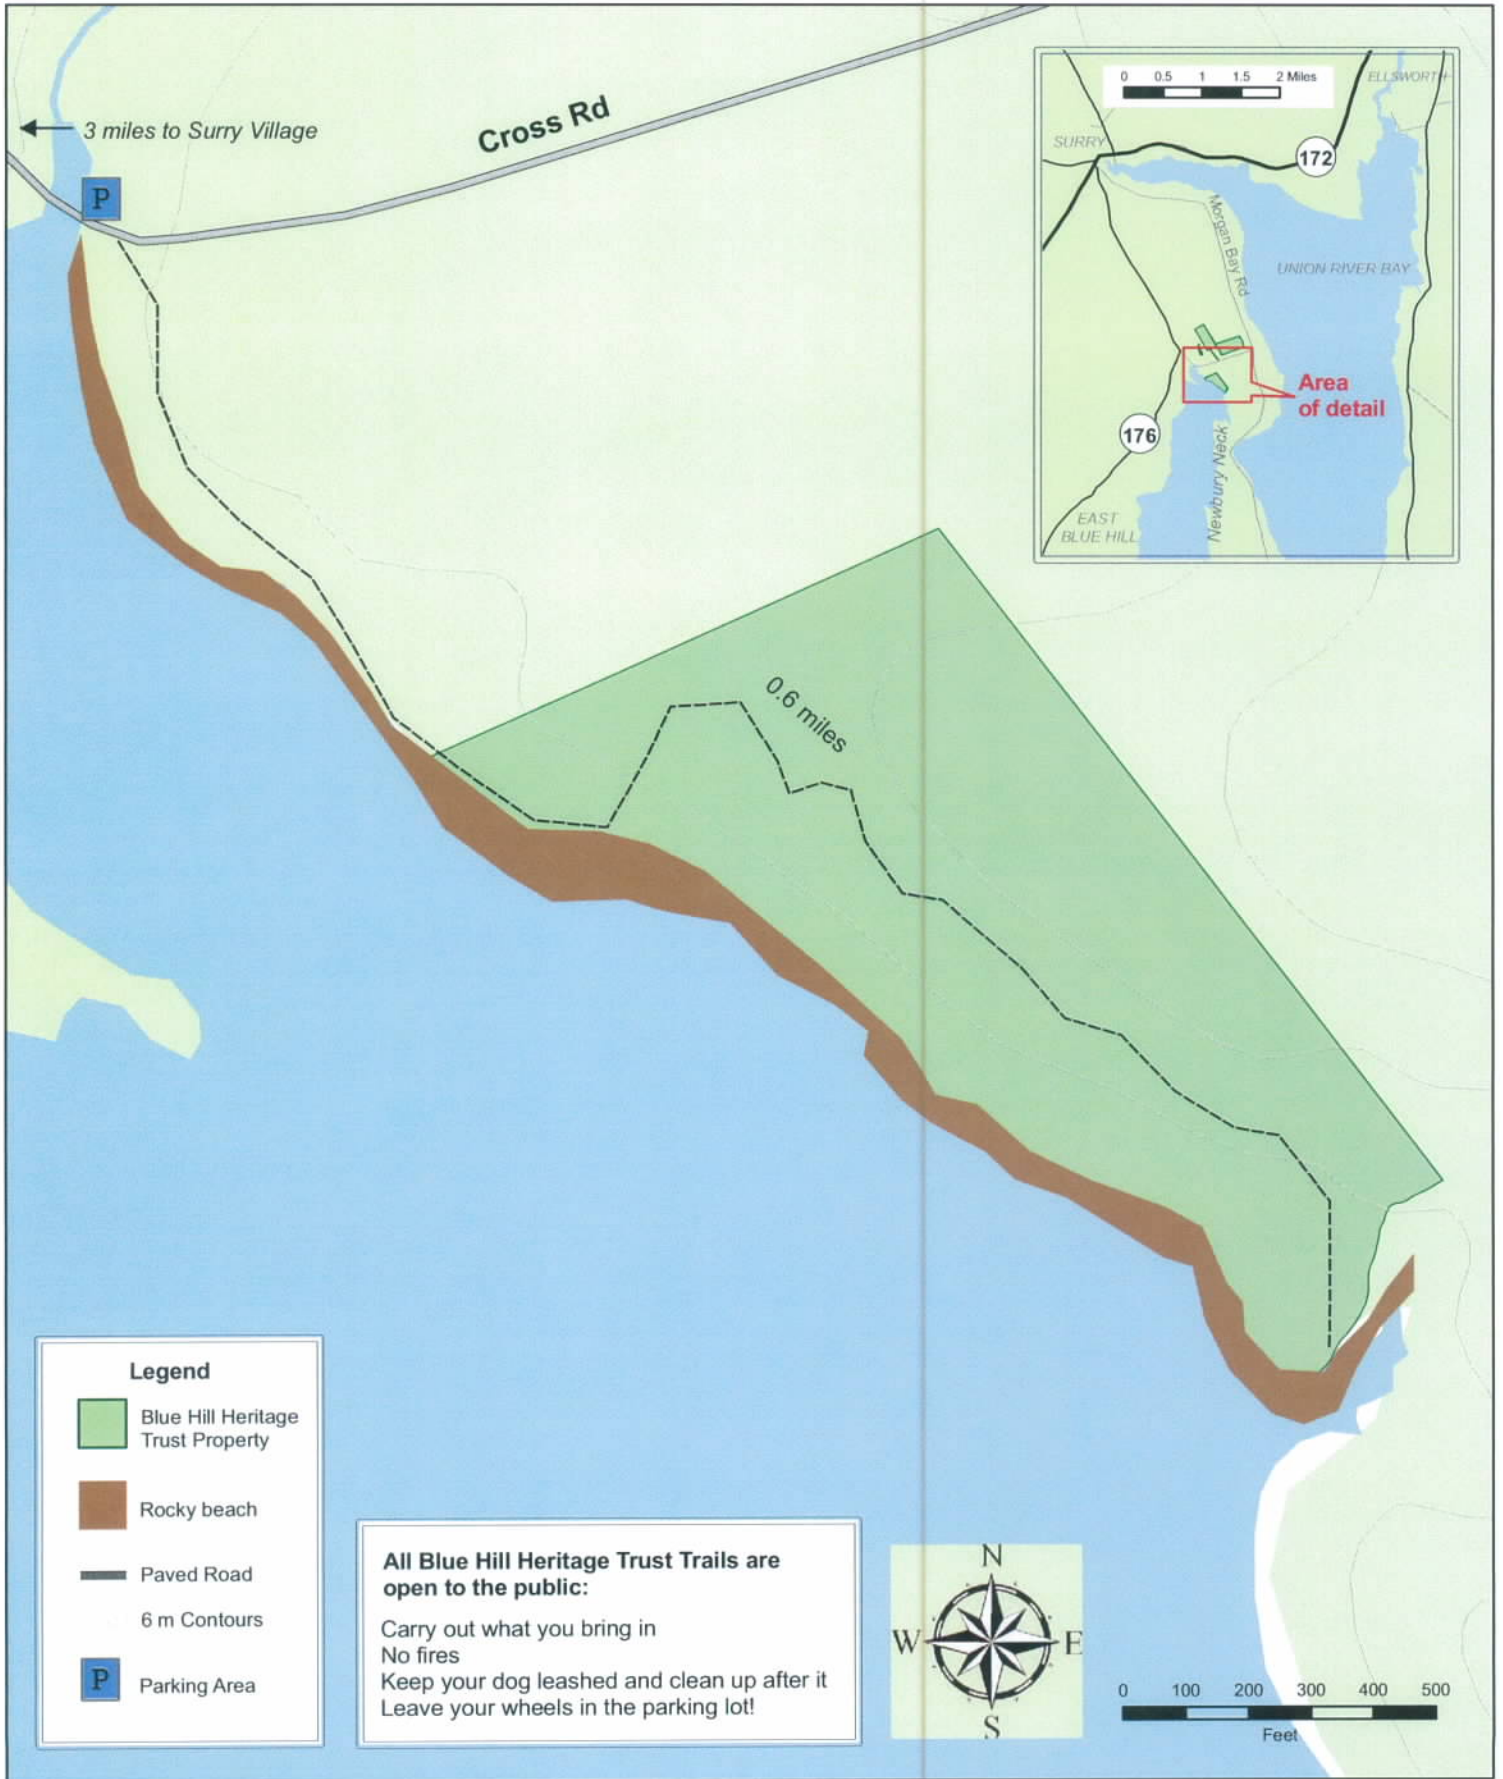 3 miles to Surry Village
Cross Rd
P
0 0.5 1 1.5 2 Miles
ELLSWORTH
SURRY
172
Morgan Bay Rd
UNION RIVER BAY
Area
of detail
176
Newbury Neck
EAST
BLUE HILL
0.6 miles
Legend
Blue Hill Heritage
Trust Property
Rocky beach
Paved Road
6 m Contours
P
Parking Area
All Blue Hill Heritage Trust Trails are
open to the public:
Carry out what you bring in
No fires
Keep your dog leashed and clean up after it
Leave your wheels in the parking lot!
N
W
E
S
0 100 200 300 400 500
Feet